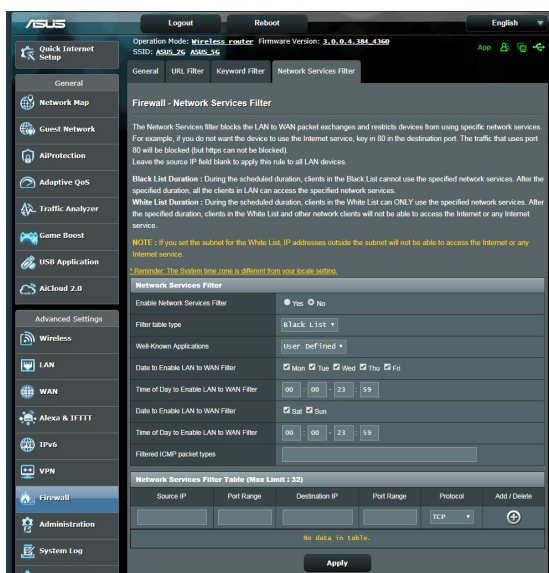 ASUS
Logout
Reboot
English
Quick Internet
Setup
Operation Mode: Wireless router Firmware Version: 3.0.0.4.384_4360
SSID: ASUS_2G ASUS_5G
App
General
URL Filter
Keyword Filter
Network Services Filter
General
Network Map
Guest Network
AiProtection
Adaptive QoS
Traffic Analyzer
Game Boost
USB Application
AiCloud 2.0
Advanced Settings
Wireless
LAN
WAN
Alexa & IFTTT
IPv6
VPN
Firewall
Administration
System Log
Firewall - Network Services Filter
The Network Services filter blocks the LAN to WAN packet exchanges and restricts devices from using specific network services.
For example, if you do not want the device to use the Internet service, key in 80 in the destination port. The traffic that uses port
80 will be blocked (but https can not be blocked).
Leave the source IP field blank to apply this rule to all LAN devices.
Black List Duration : During the scheduled duration, clients in the Black List cannot use the specified network services. After the
specified duration, all the clients in LAN can access the specified network services.
White List Duration : During the scheduled duration, clients in the White List can ONLY use the specified network services. After
the specified duration, clients in the White List and other network clients will not be able to access the Internet or any Internet
service.
NOTE : If you set the subnet for the White List, IP addresses outside the subnet will not be able to access the Internet or any
Internet service.
* Reminder: The System time zone is different from your locale setting.
Network Services Filter
Enable Network Services Filter
Yes No
Filter table type
Black List
Well-Known Applications
User Defined
Date to Enable LAN to WAN Filter
Mon Tue Wed Thu Fri
Time of Day to Enable LAN to WAN Filter
00 : 00 - 23 : 59
Date to Enable LAN to WAN Filter
Sat Sun
Time of Day to Enable LAN to WAN Filter
00 : 00 - 23 : 59
Filtered ICMP packet types
Network Services Filter Table (Max Limit : 32)
Source IP
Port Range
Destination IP
Port Range
Protocol
Add / Delete
TCP
No data in table.
Apply